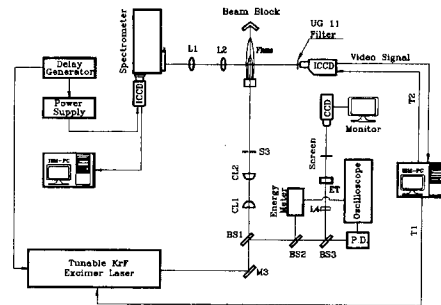 Beam Block
Spectrometer
L1
L2
Flame
UG 11
Filter
ICCD
Video Signal
Delay
Generator
Power
Supply
ICCD
IBM-PC
S3
CL2
CL1
BS1
CCD
Monitor
Screen
ET
L4
Energy
Meter
Oscilloscope
P.D.
BS2
BS3
M3
Tunable KrF
Excimer Laser
IBM-PC
T2
T1